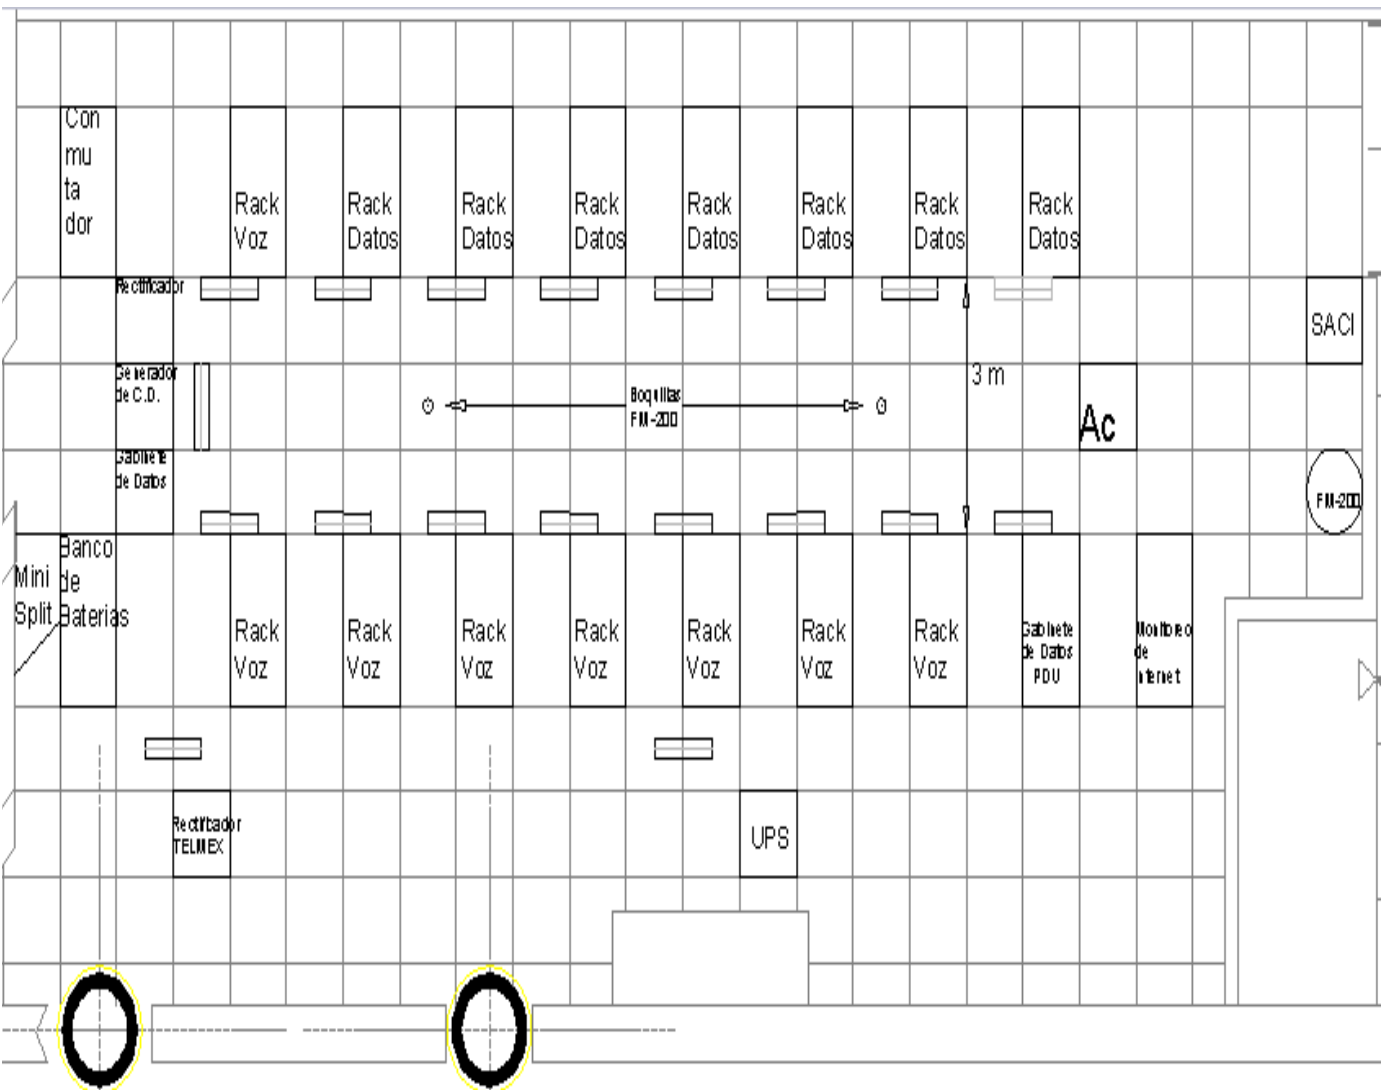 Con
mu
ta
dor
Rack
Voz
Rack
Datos
Rack
Datos
Rack
Datos
Rack
Datos
Rack
Datos
Rack
Datos
Rack
Datos
Rectificador
SACI
Generador
de C.D.
Boquillas
FM-200
3 m
Ac
Gabinete
de Datos
FM-200
Mini
Split
Banco
de
Baterias
Rack
Voz
Rack
Voz
Rack
Voz
Rack
Voz
Rack
Voz
Rack
Voz
Rack
Voz
Gabinete
de Datos
PDU
Monitoreo
de
Internet
Rectificador
TELMEX
UPS